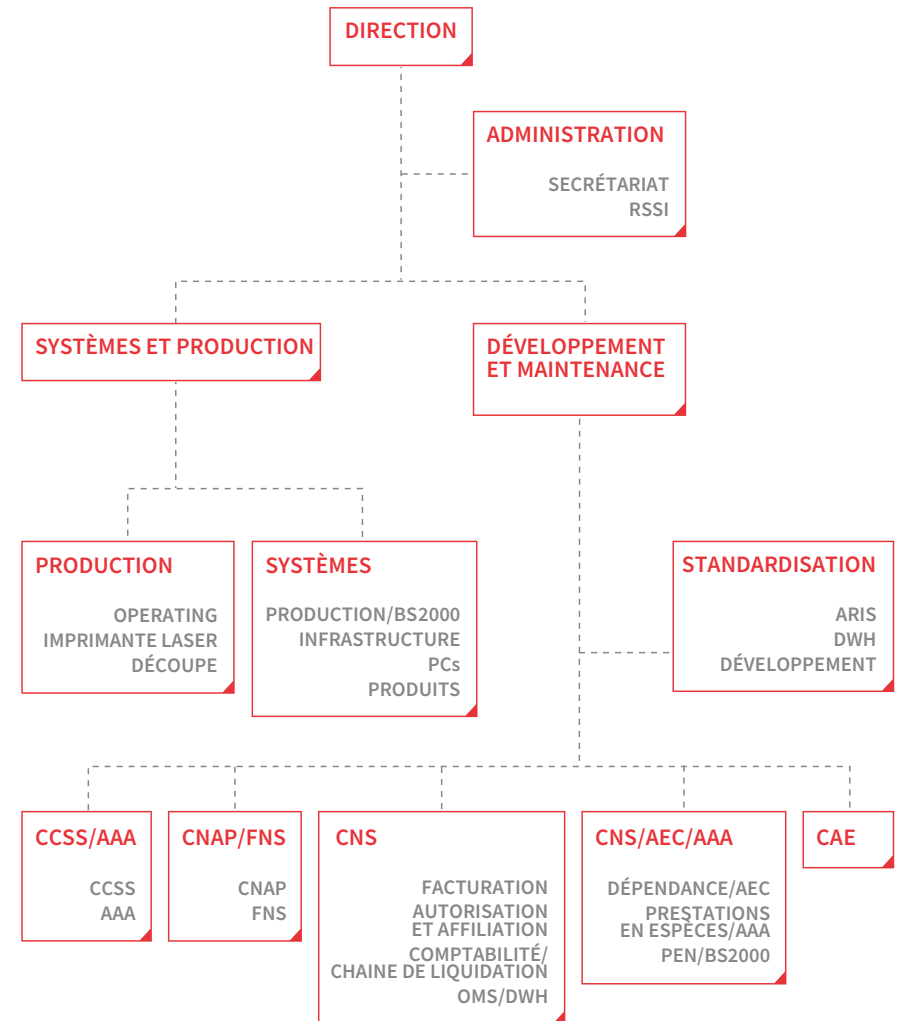 DIRECTION
ADMINISTRATION
SECRÉTARIAT
RSSI
SYSTÈMES ET PRODUCTION
DÉVELOPPEMENT
ET MAINTENANCE
PRODUCTION
OPERATING
IMPRIMANTE LASER
DÉCOUPE
SYSTÈMES
PRODUCTION/BS2000
INFRASTRUCTURE
PCs
PRODUITS
STANDARDISATION
ARIS
DWH
DÉVELOPPEMENT
CCSS/AAA
CCSS
AAA
CNAP/FNS
CNAP
FNS
CNS
FACTURATION
AUTORISATION
ET AFFILIATION
COMPTABILITÉ/
CHAINE DE LIQUIDATION
OMS/DWH
CNS/AEC/AAA
DÉPENDANCE/AEC
PRESTATIONS
EN ESPÈCES/AAA
PEN/BS2000
CAE